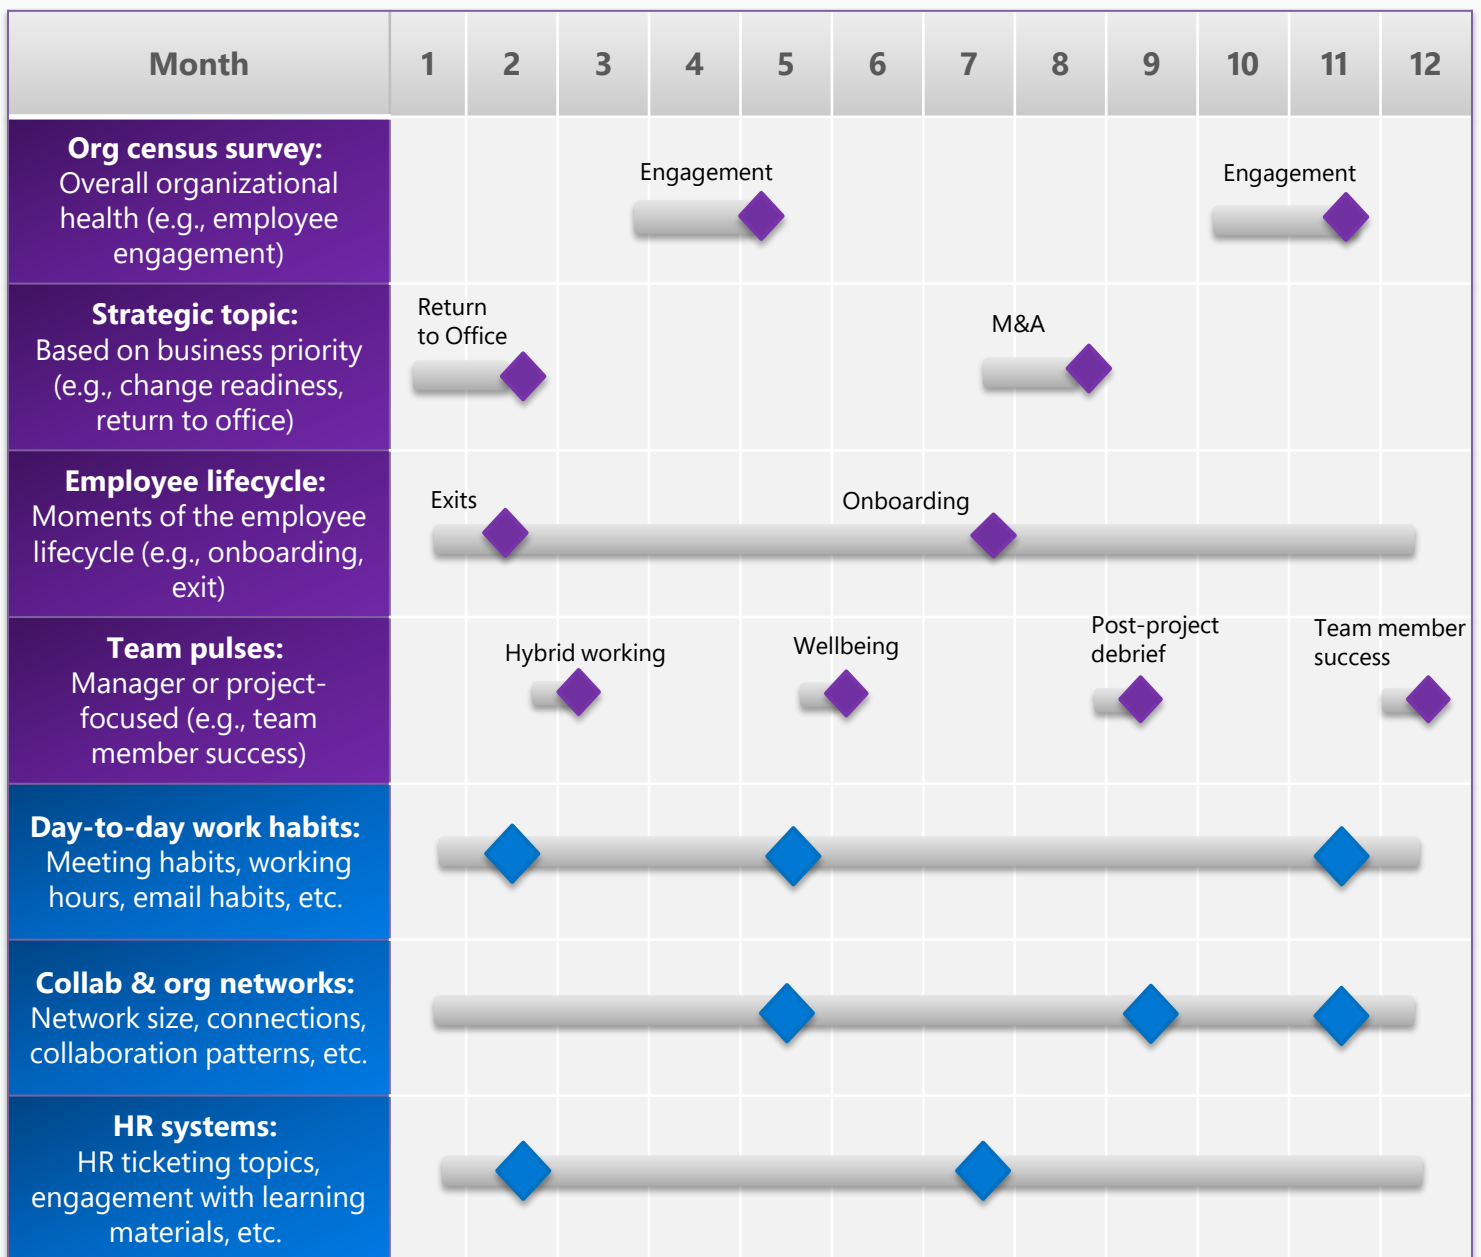 Month 1 2 3 4 5 6 7 8 9 10 11 12
Org census survey:
Overall organizational
health (e.g., employee
engagement)
Engagement
Engagement
Strategic topic:
Based on business priority
(e.g., change readiness,
return to office)
Return
to Office
M&A
Employee lifecycle:
Moments of the employee
lifecycle (e.g., onboarding,
exit)
Exits
Onboarding
Team pulses:
Manager or project-
focused (e.g., team
member success)
Hybrid working
Wellbeing
Post-project
debrief
Team member
success
Day-to-day work habits:
Meeting habits, working
hours, email habits, etc.
Collab & org networks:
Network size, connections,
collaboration patterns, etc.
HR systems:
HR ticketing topics,
engagement with learning
materials, etc.